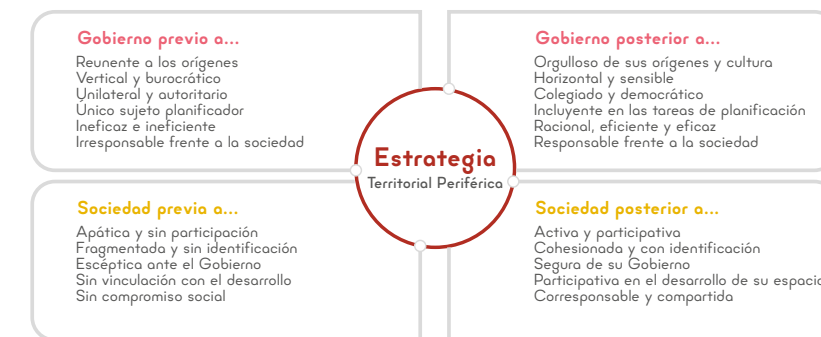 Gobierno previo a...
Reunente a los orígenes
Vertical y burocrático
Unilateral y autoritario
Único sujeto planificador
Ineficaz e ineficiente
Irresponsable frente a la sociedad
Gobierno posterior a...
Orgulloso de sus orígenes y cultura
Horizontal y sensible
Colegiado y democrático
Incluyente en las tareas de planificación
Racional, eficiente y eficaz
Responsable frente a la sociedad
Estrategia
Territorial Periférica
Sociedad previa a...
Apática y sin participación
Fragmentada y sin identificación
Escéptica ante el Gobierno
Sin vinculación con el desarrollo
Sin compromiso social
Sociedad posterior a...
Activa y participativa
Cohesionada y con identificación
Segura de su Gobierno
Participativa en el desarrollo de su espacio
Corresponsable y compartida